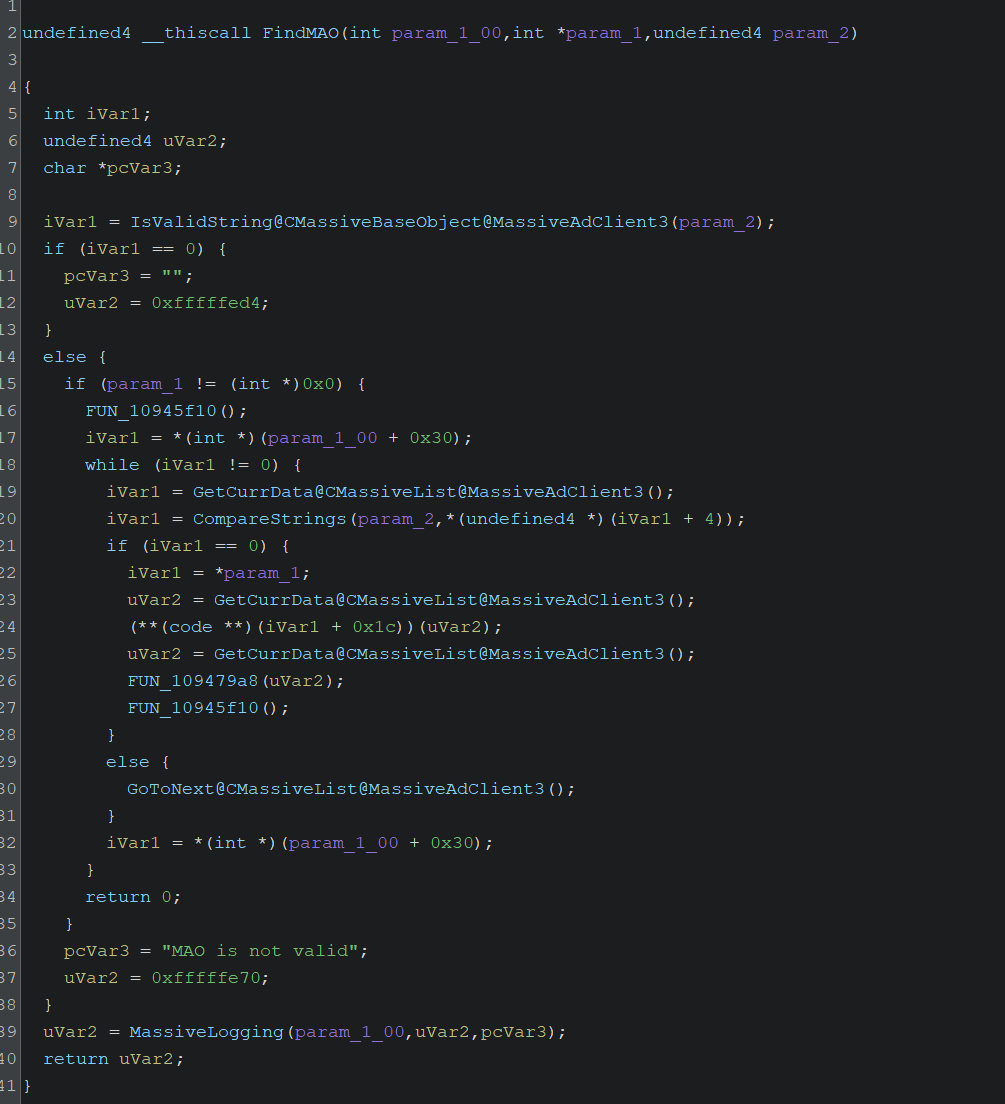 1
2 undefined4 __thiscall FindMAO(int param_1_00,int *param_1,undefined4 param_2)
3
4 {
5   int iVar1;
6   undefined4 uVar2;
7   char *pcVar3;
8
9   iVar1 = IsValidString@CMassiveBaseObject@MassiveAdClient3(param_2);
10   if (iVar1 == 0) {
11     pcVar3 = "";
12     uVar2 = 0xfffffed4;
13   }
14   else {
15     if (param_1 != (int *)0x0) {
16       FUN_10945f10();
17       iVar1 = *(int *)(param_1_00 + 0x30);
18       while (iVar1 != 0) {
19         iVar1 = GetCurrData@CMassiveList@MassiveAdClient3();
20         iVar1 = CompareStrings(param_2,*(undefined4 *)(iVar1 + 4));
21         if (iVar1 == 0) {
22           iVar1 = *param_1;
23           uVar2 = GetCurrData@CMassiveList@MassiveAdClient3();
24           (**(code **)(iVar1 + 0x1c))(uVar2);
25           uVar2 = GetCurrData@CMassiveList@MassiveAdClient3();
26           FUN_109479a8(uVar2);
27           FUN_10945f10();
28         }
29         else {
30           GoToNext@CMassiveList@MassiveAdClient3();
31         }
32         iVar1 = *(int *)(param_1_00 + 0x30);
33       }
34       return 0;
35     }
36     pcVar3 = "MAO is not valid";
37     uVar2 = 0xfffffe70;
38   }
39   uVar2 = MassiveLogging(param_1_00,uVar2,pcVar3);
40   return uVar2;
41 }